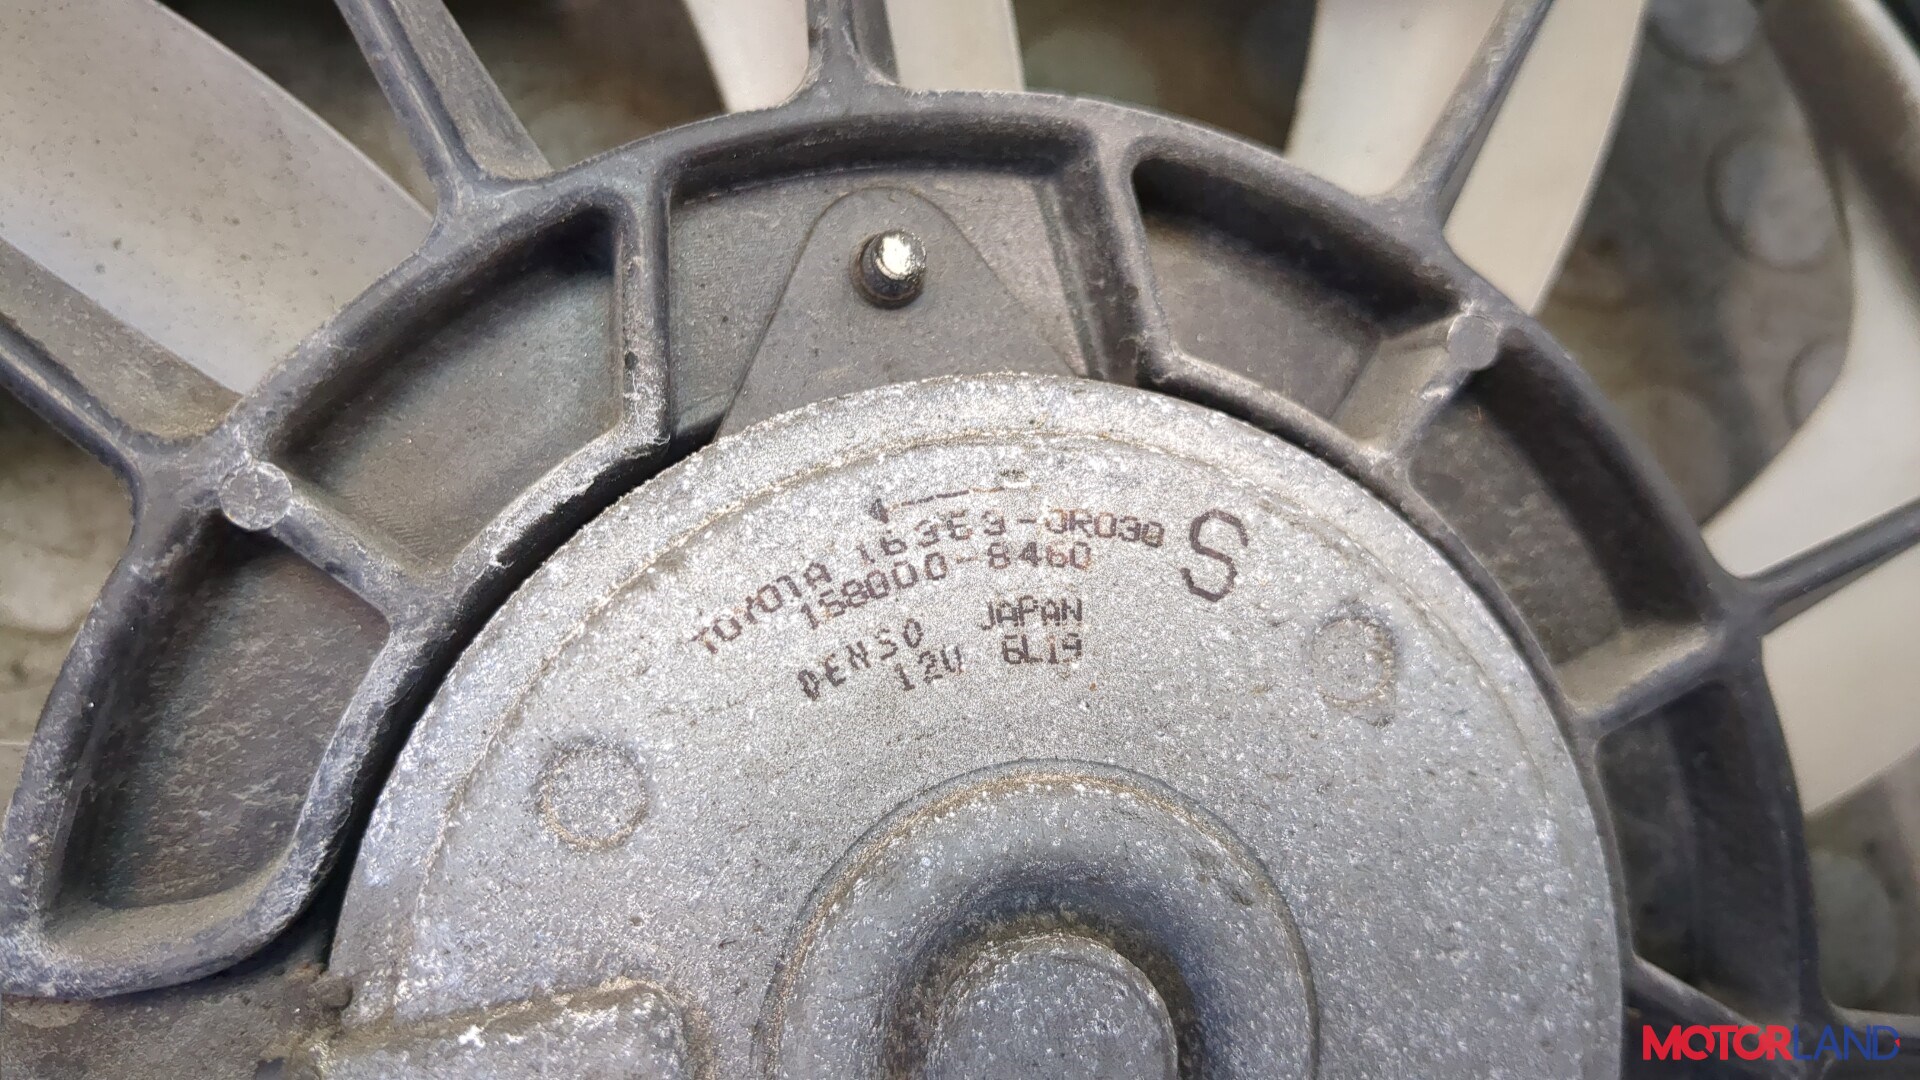 TOYOTA 16363-0R030 S
158000-8460
DENSO JAPAN
12V 6L19
MOTORLAND